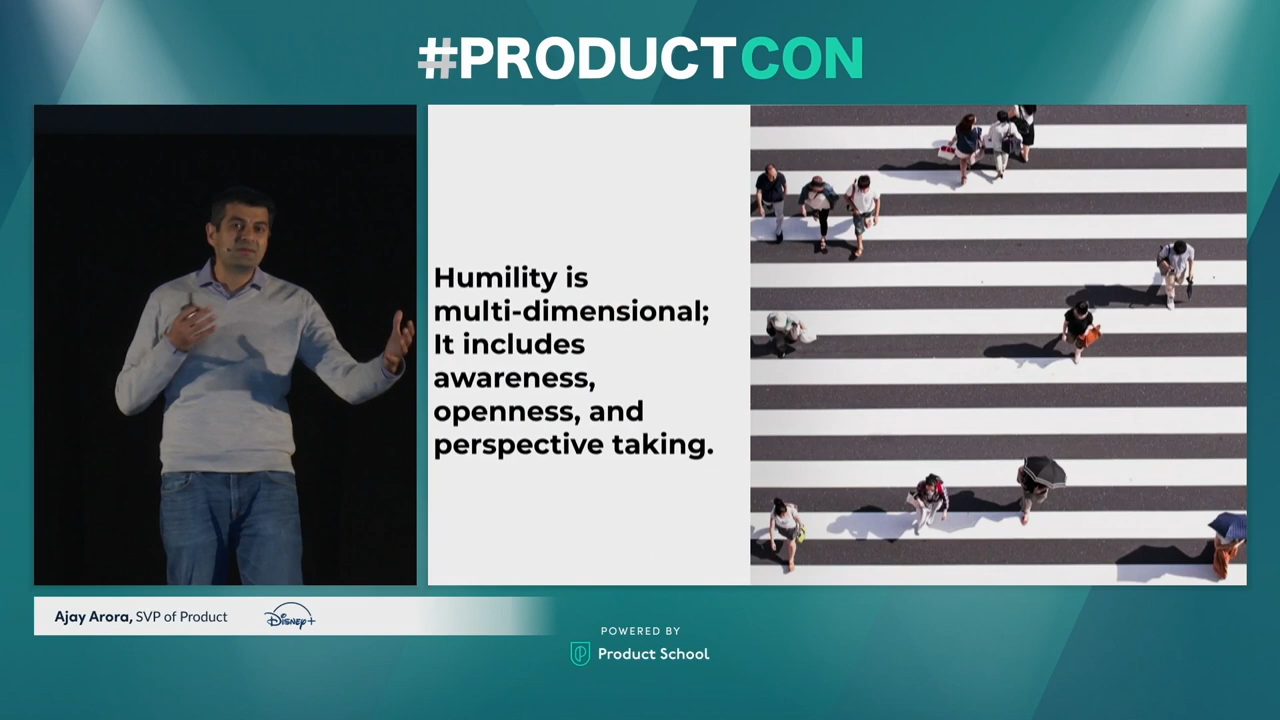 #PRODUCTCON
Humility is
multi-dimensional;
It includes
awareness,
openness, and
perspective taking.
Ajay Arora, SVP of Product
Disney+
POWERED BY
Product School